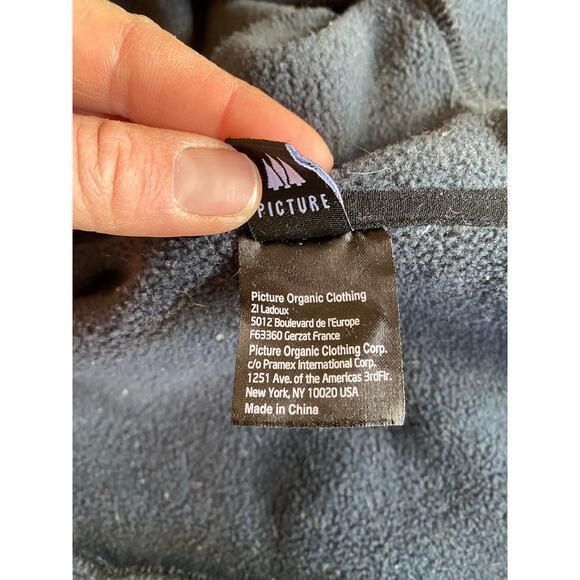 PICTURE
Picture Organic Clothing
ZI Ladoux
5012 Boulevard de l'Europe
F63360 Gerzat France
Picture Organic Clothing Corp.
c/o Pramex International Corp.
1251 Ave. of the Americas 3rdFlr.
New York, NY 10020 USA
Made in China